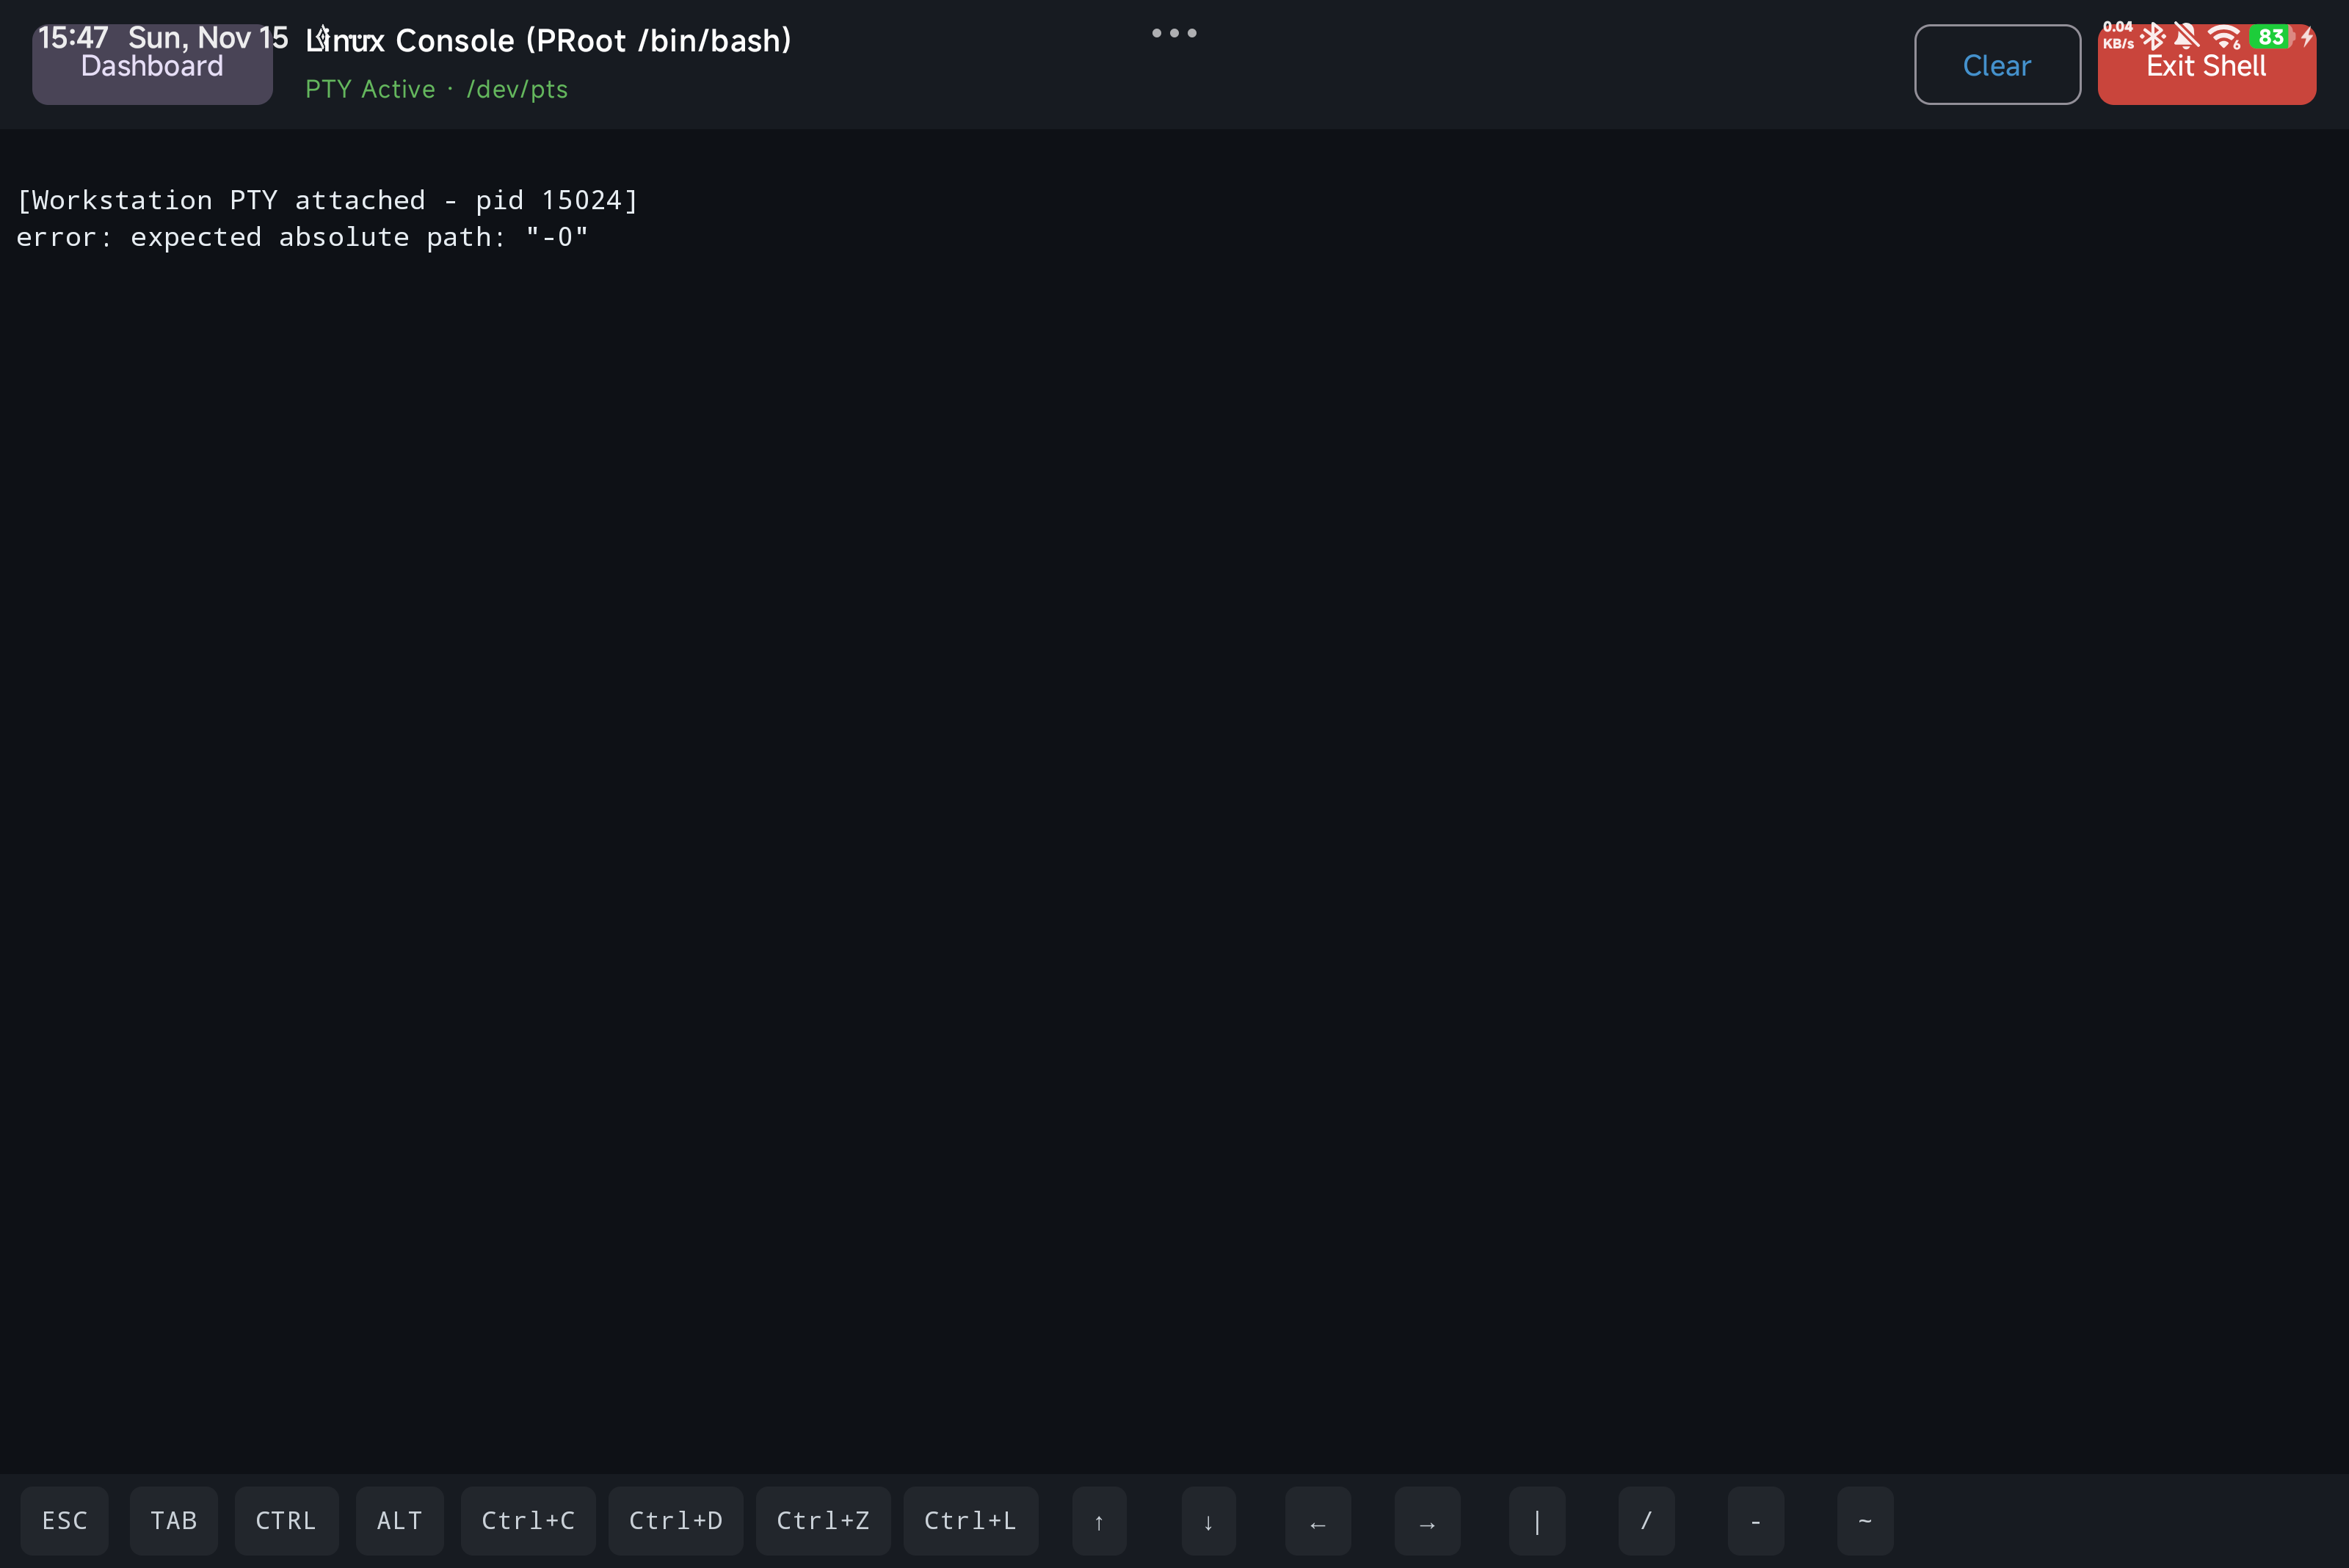 15:47 Sun, Nov 15
Dashboard
Linux Console (PRoot /bin/bash)
PTY Active · /dev/pts
Clear
0.04
KB/s
6
83
Exit Shell
[Workstation PTY attached - pid 15024]
error: expected absolute path: "-0"
ESC TAB CTRL ALT Ctrl+C Ctrl+D Ctrl+Z Ctrl+L ↑ ↓ ← → | / - ~